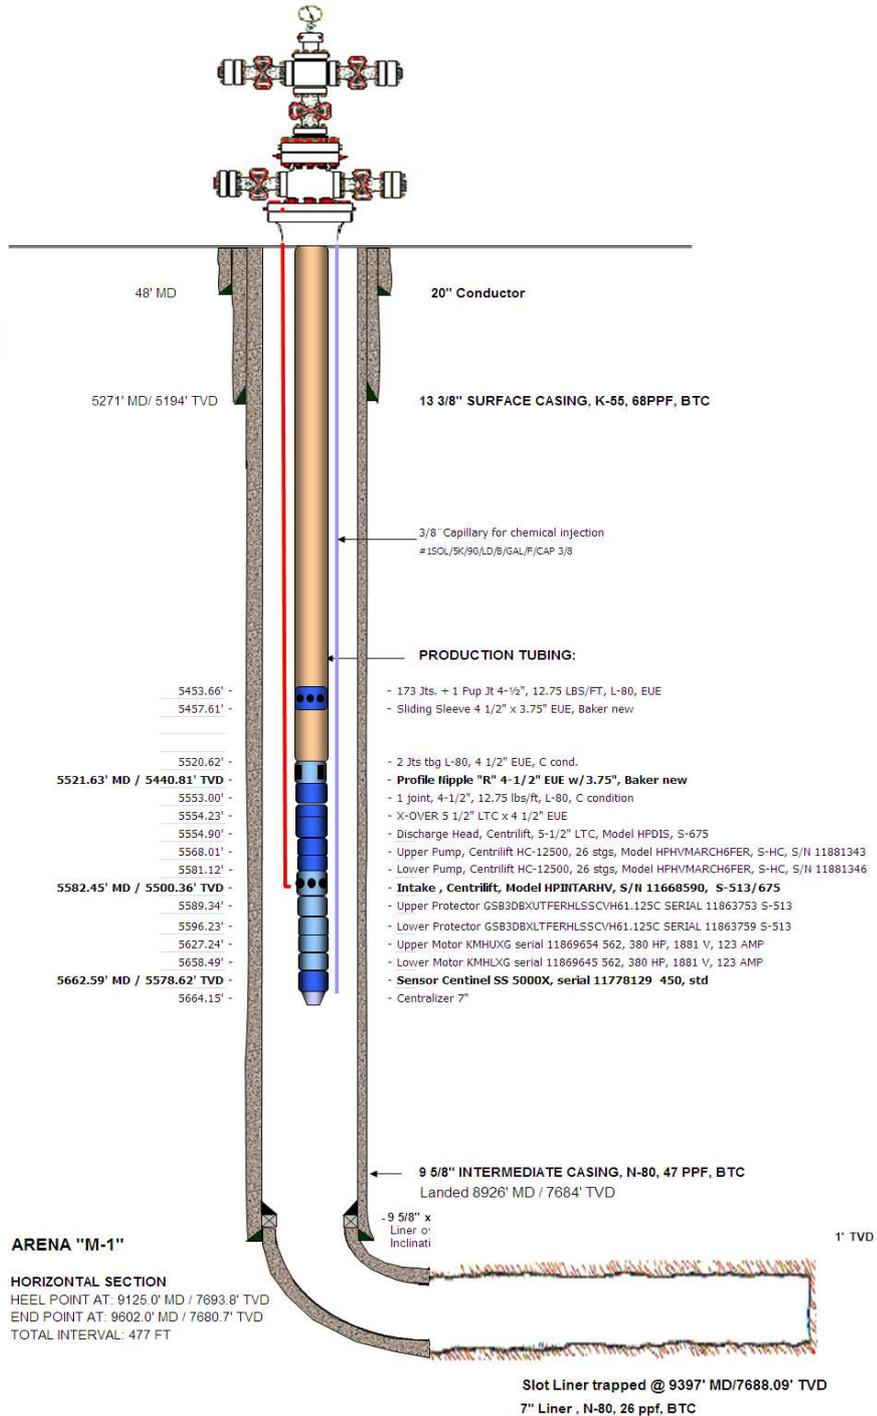 48' MD
20" Conductor
5271' MD/ 5194' TVD
13 3/8" SURFACE CASING, K-55, 68PPF, BTC
3/8" Capillary for chemical injection
#1SOL/5K/90/LD/B/GAL/F/CAP 3/8
PRODUCTION TUBING:
5453.66' - - 173 Jts. + 1 Pup Jt 4-½", 12.75 LBS/FT, L-80, EUE
5457.61' - - Sliding Sleeve 4 1/2" x 3.75" EUE, Baker new
5520.62' - - 2 Jts tbg L-80, 4 1/2" EUE, C cond.
5521.63' MD / 5440.81' TVD - - Profile Nipple "R" 4-1/2" EUE w/3.75", Baker new
5553.00' - - 1 joint, 4-1/2", 12.75 lbs/ft, L-80, C condition
5554.23' - - X-OVER 5 1/2" LTC x 4 1/2" EUE
5554.90' - - Discharge Head, Centrilift, 5-1/2" LTC, Model HPDIS, S-675
5568.01' - - Upper Pump, Centrilift HC-12500, 26 stgs, Model HPHVMARCH6FER, S-HC, S/N 11881343
5581.12' - - Lower Pump, Centrilift HC-12500, 26 stgs, Model HPHVMARCH6FER, S-HC, S/N 11881346
5582.45' MD / 5500.36' TVD - - Intake , Centrilift, Model HPINTARHV, S/N 11668590, S-513/675
5589.34' - - Upper Protector GSB3DBXUTFERHLSSCVH61.125C SERIAL 11863753 S-513
5596.23' - - Lower Protector GSB3DBXLTFERHLSSCVH61.125C SERIAL 11863759 S-513
5627.24' - - Upper Motor KMHUXG serial 11869654 562, 380 HP, 1881 V, 123 AMP
5658.49' - - Lower Motor KMHLXG serial 11869645 562, 380 HP, 1881 V, 123 AMP
5662.59' MD / 5578.62' TVD - - Sensor Centinel SS 5000X, serial 11778129 450, std
5664.15' - - Centralizer 7"
9 5/8" INTERMEDIATE CASING, N-80, 47 PPF, BTC
Landed 8926' MD / 7684' TVD
- 9 5/8" x
Liner
Inclinati
1' TVD
ARENA "M-1"
HORIZONTAL SECTION
HEEL POINT AT: 9125.0' MD / 7693.8' TVD
END POINT AT: 9602.0' MD / 7680.7' TVD
TOTAL INTERVAL: 477 FT
Slot Liner trapped @ 9397' MD/7688.09' TVD
7" Liner , N-80, 26 ppf, BTC